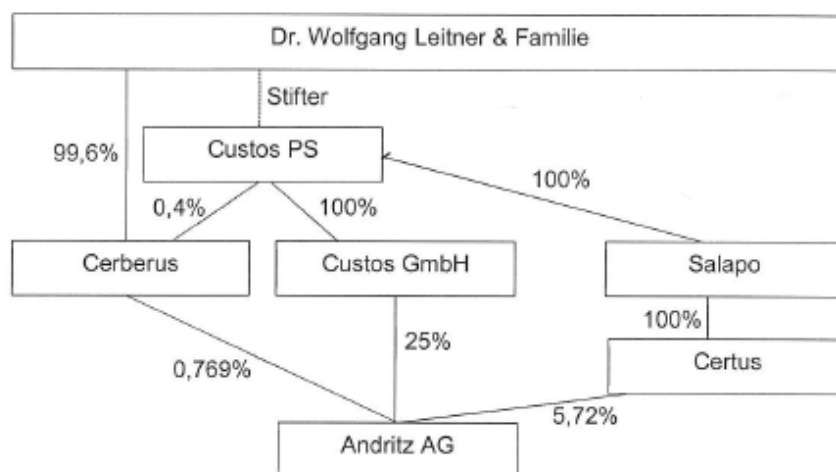 Dr. Wolfgang Leitner & Familie
Stifter
99,6%
Custos PS
100%
0,4%
100%
Cerberus
Custos GmbH
Salapo
100%
25%
0,769%
Certus
5,72%
Andritz AG